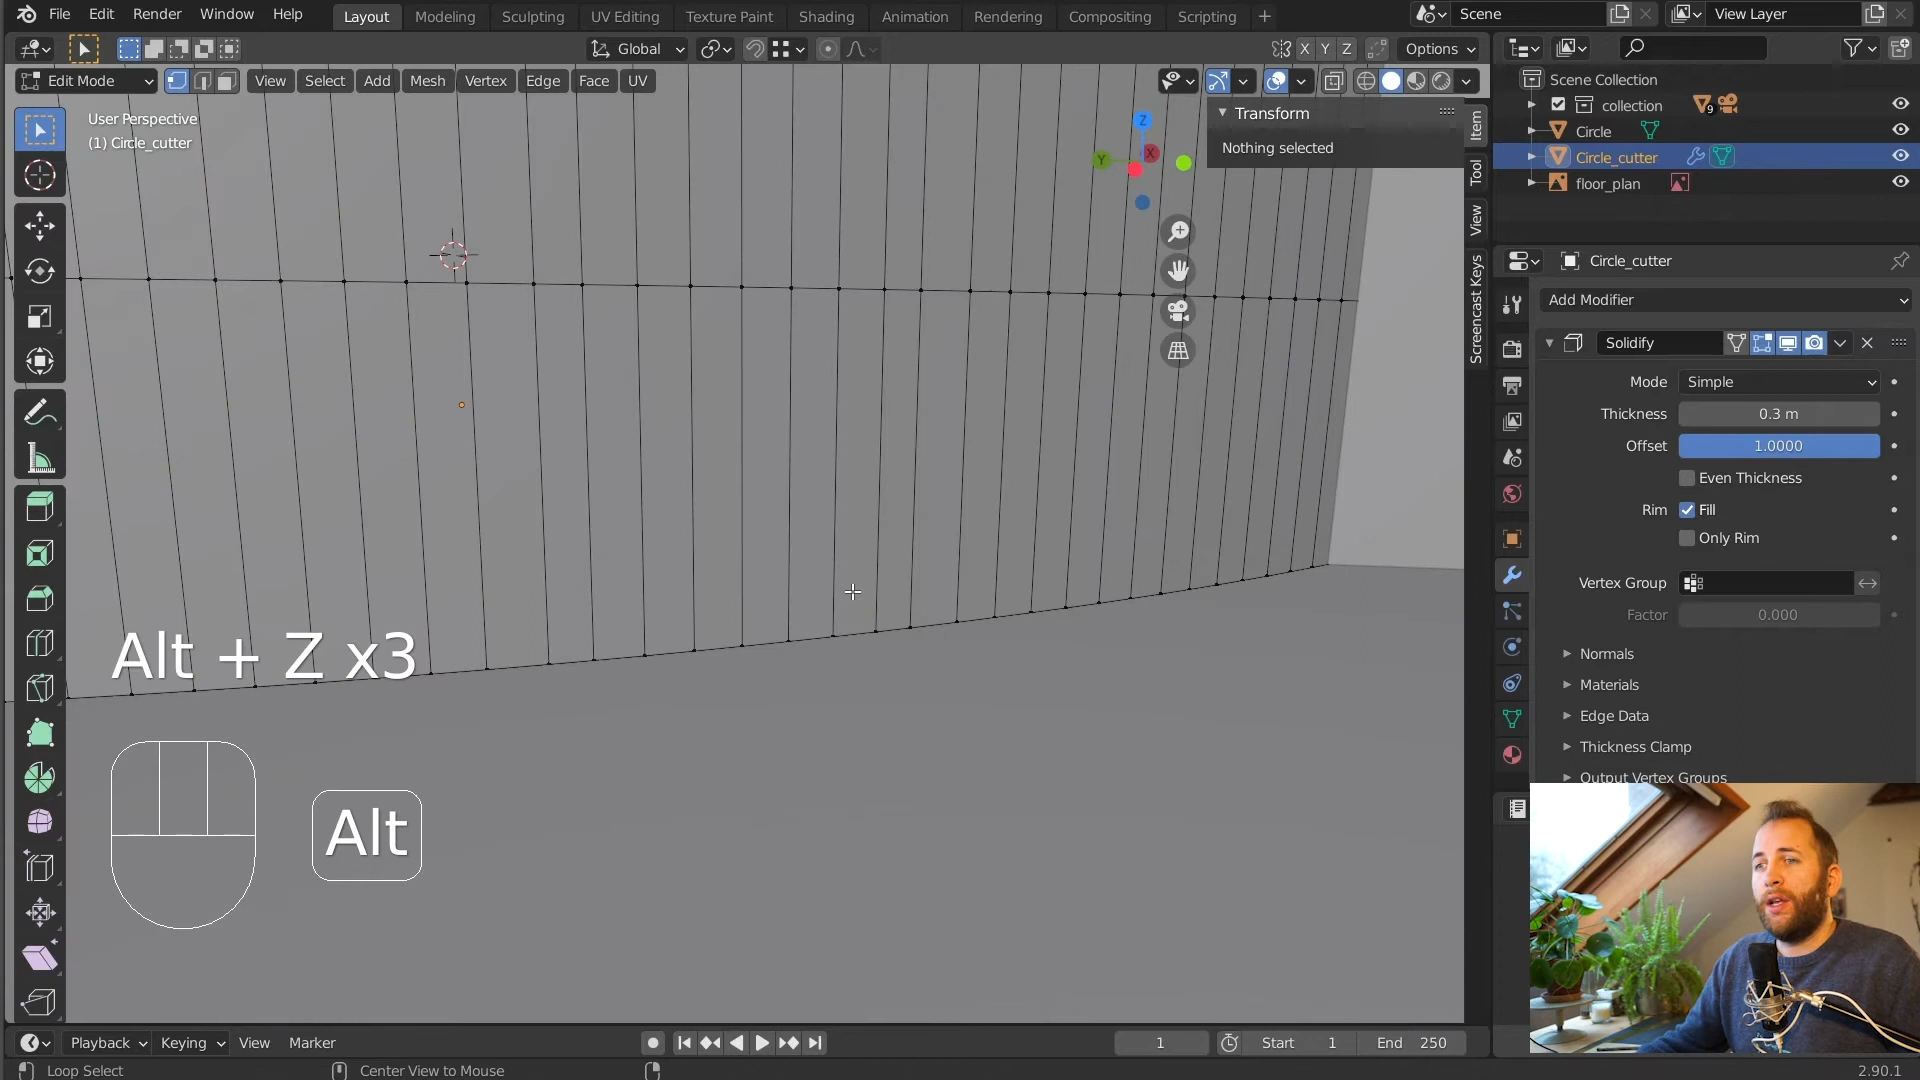 File Edit Render Window Help
Layout Modeling Sculpting UV Editing Texture Paint Shading Animation Rendering Compositing Scripting +
Scene
View Layer
Global
X Y Z
Options
Edit Mode
View Select Add Mesh Vertex Edge Face UV
User Perspective
(1) Circle_cutter
Z
Y
X
Transform
Nothing selected
Item
Tool
View
Screencast Keys
Scene Collection
collection 9
Circle
Circle_cutter
floor_plan
Circle_cutter
Add Modifier
Solidify
Mode Simple
Thickness 0.3 m
Offset 1.0000
Even Thickness
Rim Fill
Only Rim
Vertex Group
Factor 0.000
Normals
Materials
Edge Data
Thickness Clamp
Output Vertex Groups
Alt + Z x3
Alt
Playback Keying View Marker
1
Start 1
End 250
Loop Select
Center View to Mouse
2.90.1